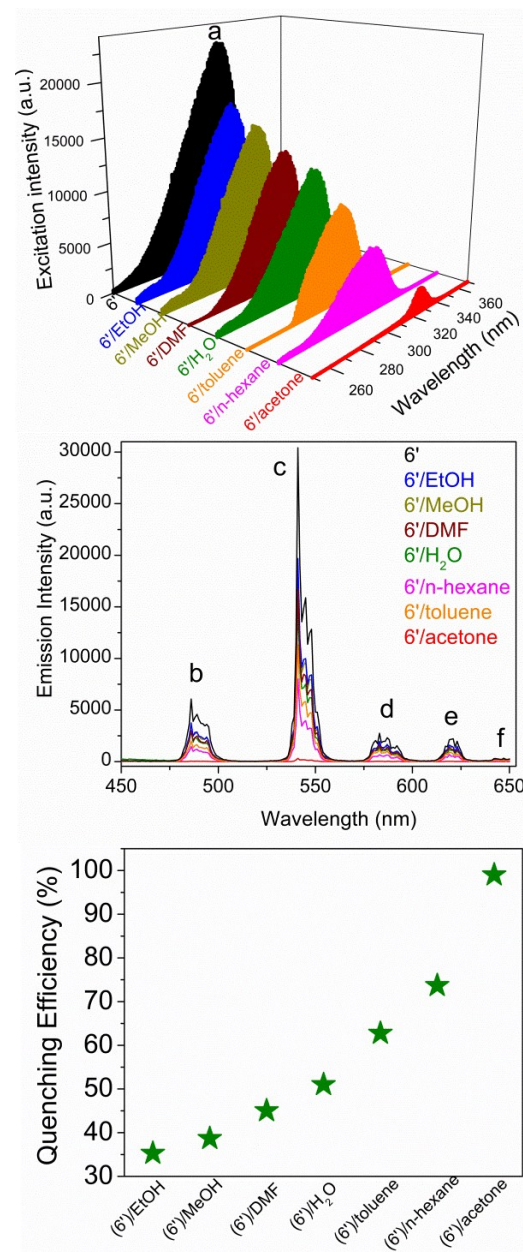 a
Excitation intensity (a.u.)
20000
15000
10000
5000
0
6'
6'/EtOH
6'/MeOH
6'/DMF
6'/H₂O
6'/toluene
6'/n-hexane
6'/acetone
260
280
300
320
340
360
Wavelength (nm)
Emission Intensity (a.u.)
30000
25000
20000
15000
10000
5000
0
c
b
d
e
f
6'
6'/EtOH
6'/MeOH
6'/DMF
6'/H₂O
6'/n-hexane
6'/toluene
6'/acetone
450 500 550 600 650
Wavelength (nm)
Quenching Efficiency (%)
100
90
80
70
60
50
40
30
(6')/EtOH
(6')/MeOH
(6')/DMF
(6')/H₂O
(6')/toluene
(6')/n-hexane
(6')/acetone